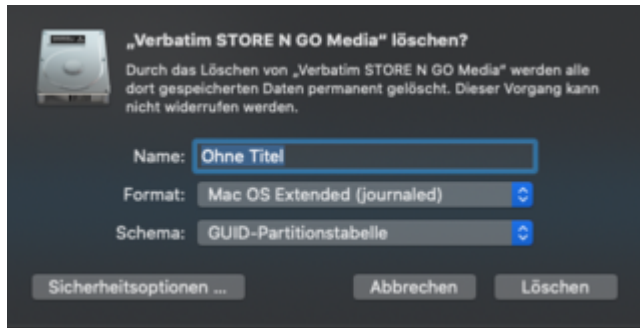 „Verbatim STORE N GO Media“ löschen?
Durch das Löschen von „Verbatim STORE N GO Media“ werden alle
dort gespeicherten Daten permanent gelöscht. Dieser Vorgang kann
nicht widerrufen werden.
Name: Ohne Titel
Format: Mac OS Extended (journaled)
Schema: GUID-Partitionstabelle
Sicherheitsoptionen ... Abbrechen Löschen